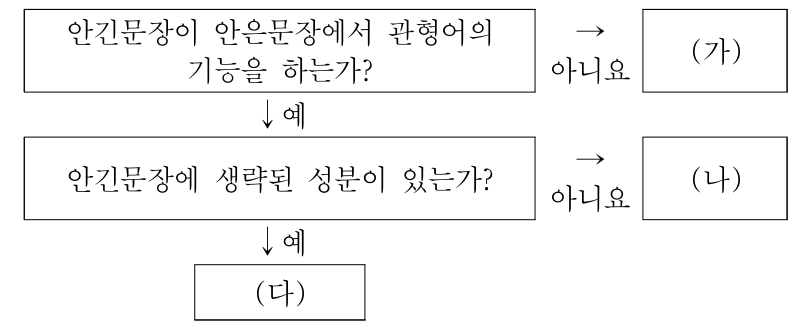 안긴문장이 안은문장에서 관형어의
기능을 하는가?
→
아니요
(가)
↓예
안긴문장에 생략된 성분이 있는가?
→
아니요
(나)
↓예
(다)